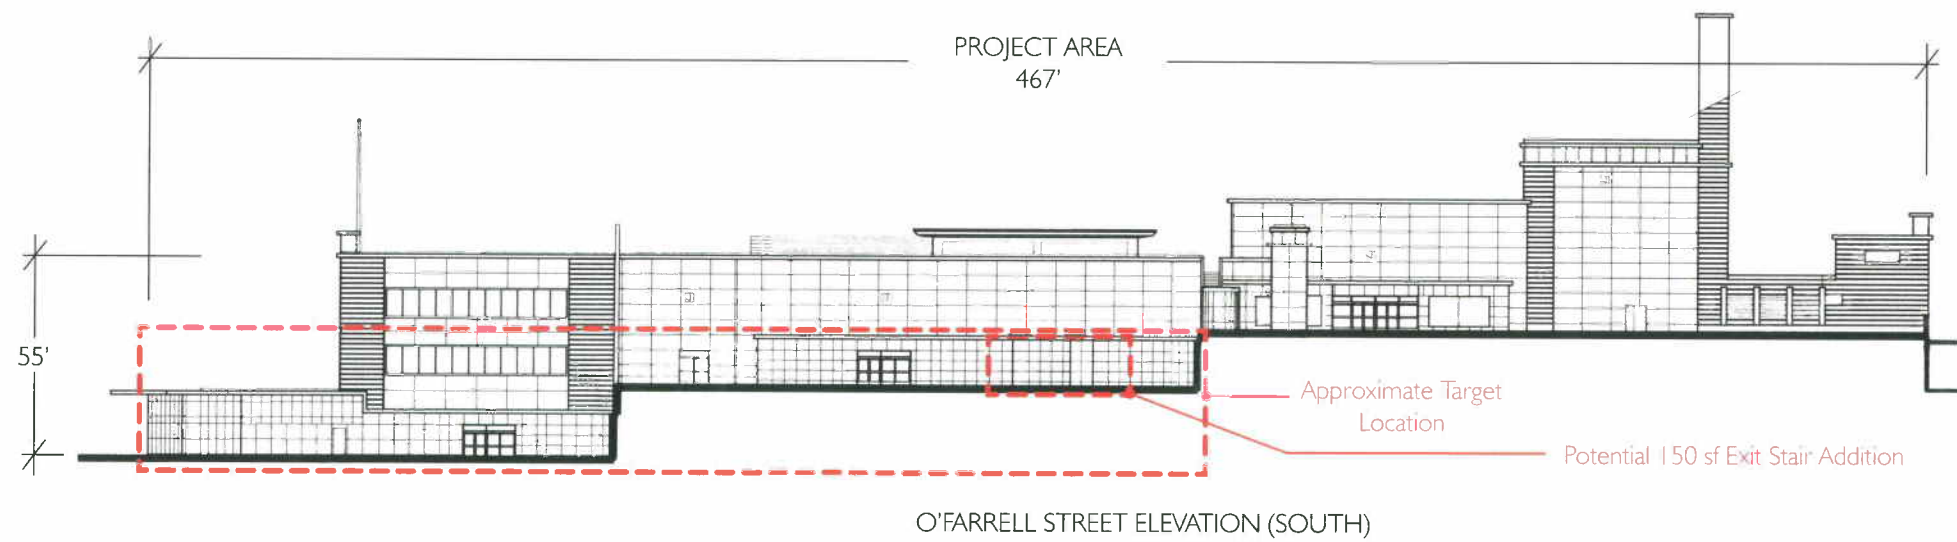 PROJECT AREA
467'
55'
Approximate Target
Location
Potential 150 sf Exit Stair Addition
O'FARRELL STREET ELEVATION (SOUTH)